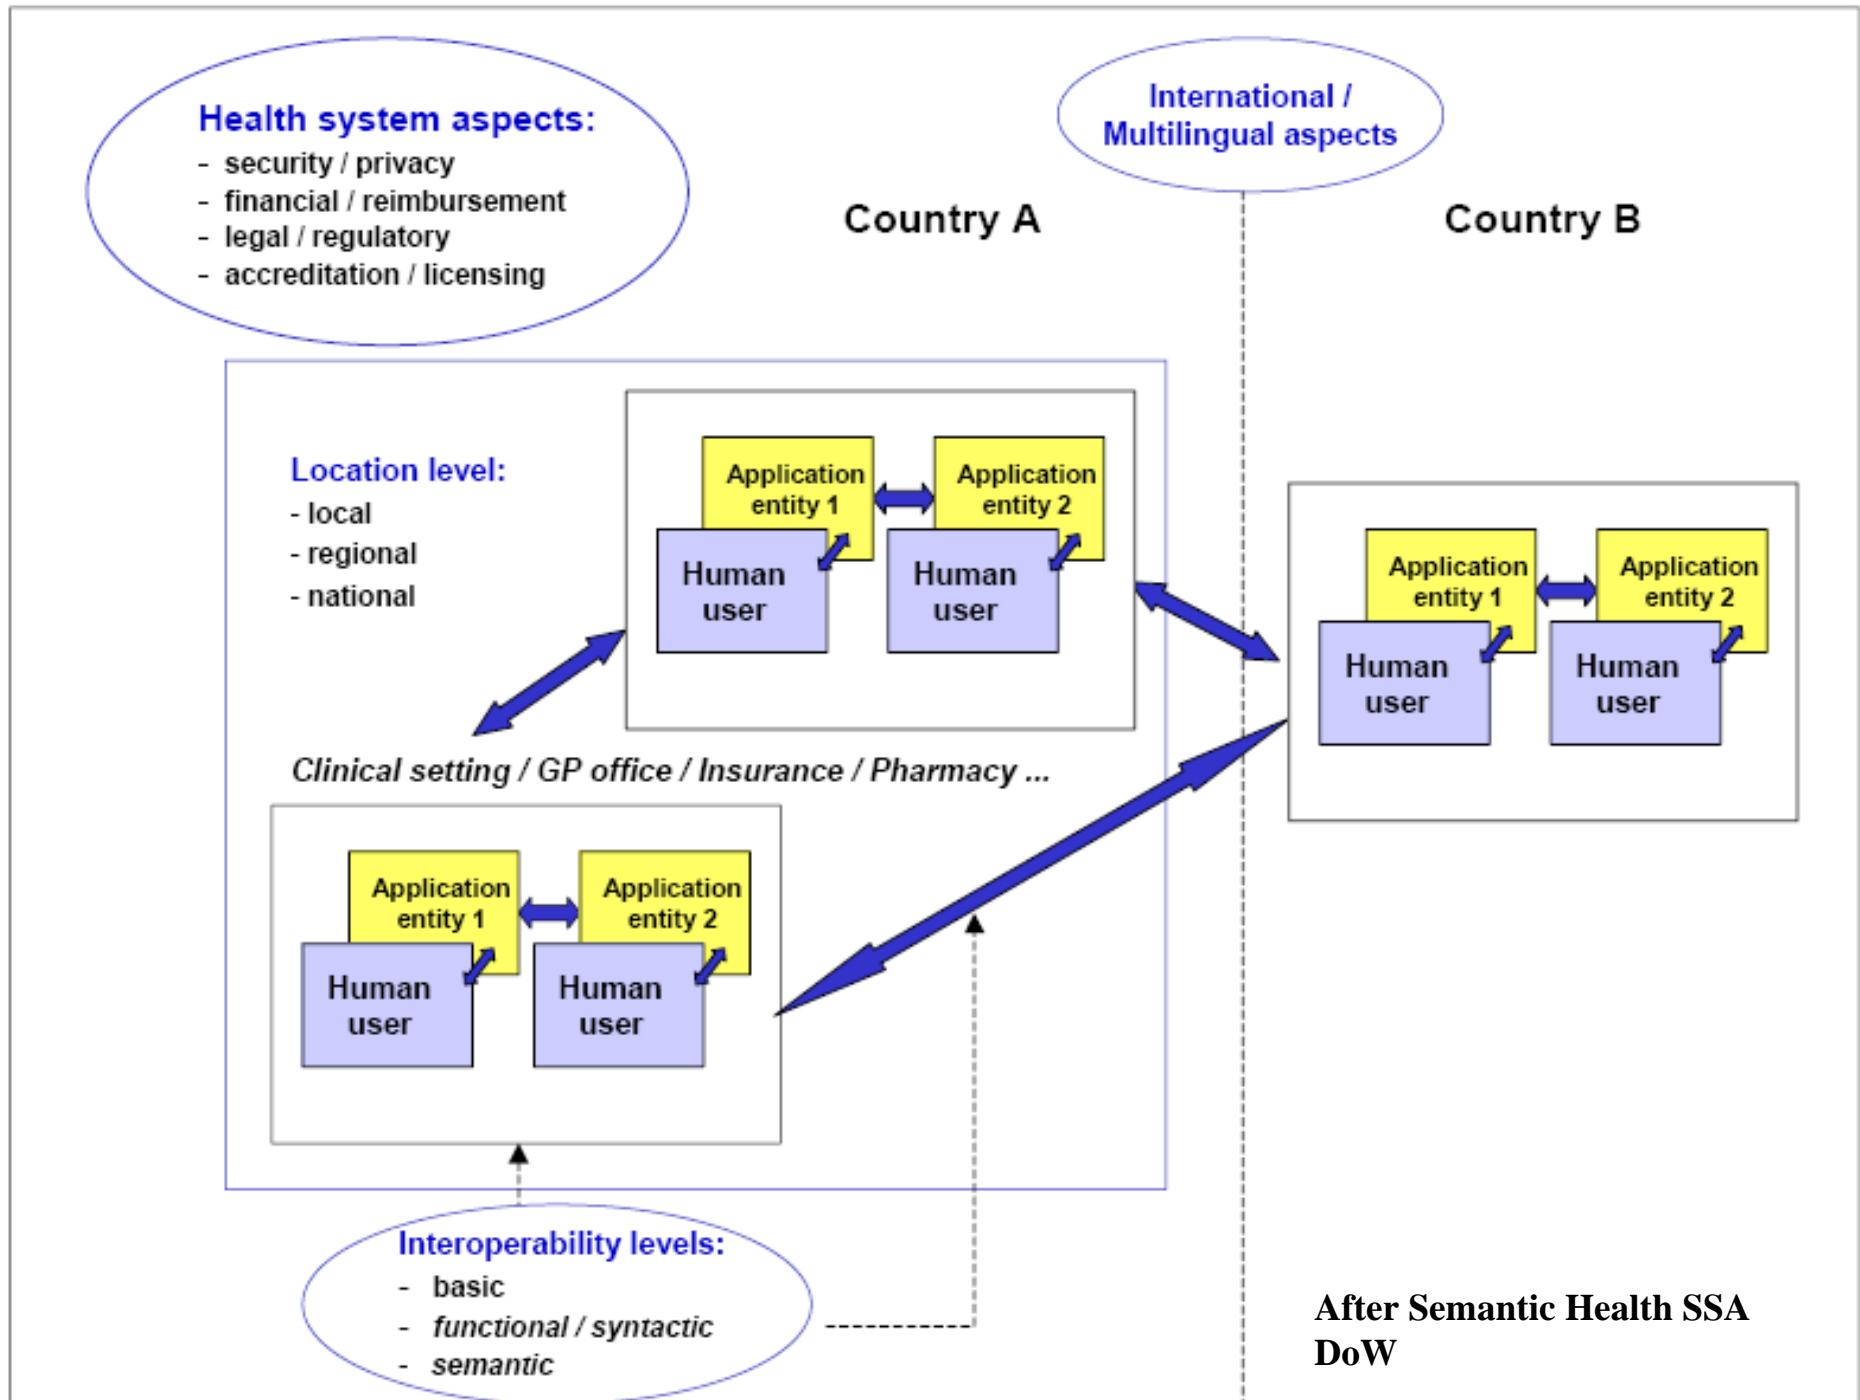 Health system aspects:
- security / privacy
- financial / reimbursement
- legal / regulatory
- accreditation / licensing
International /
Multilingual aspects
Country A
Country B
Location level:
- local
- regional
- national
Application
entity 1
Application
entity 2
Human
user
Human
user
Application
entity 1
Application
entity 2
Human
user
Human
user
Clinical setting / GP office / Insurance / Pharmacy ...
Application
entity 1
Application
entity 2
Human
user
Human
user
Interoperability levels:
- basic
- functional / syntactic
- semantic
After Semantic Health SSA
DoW